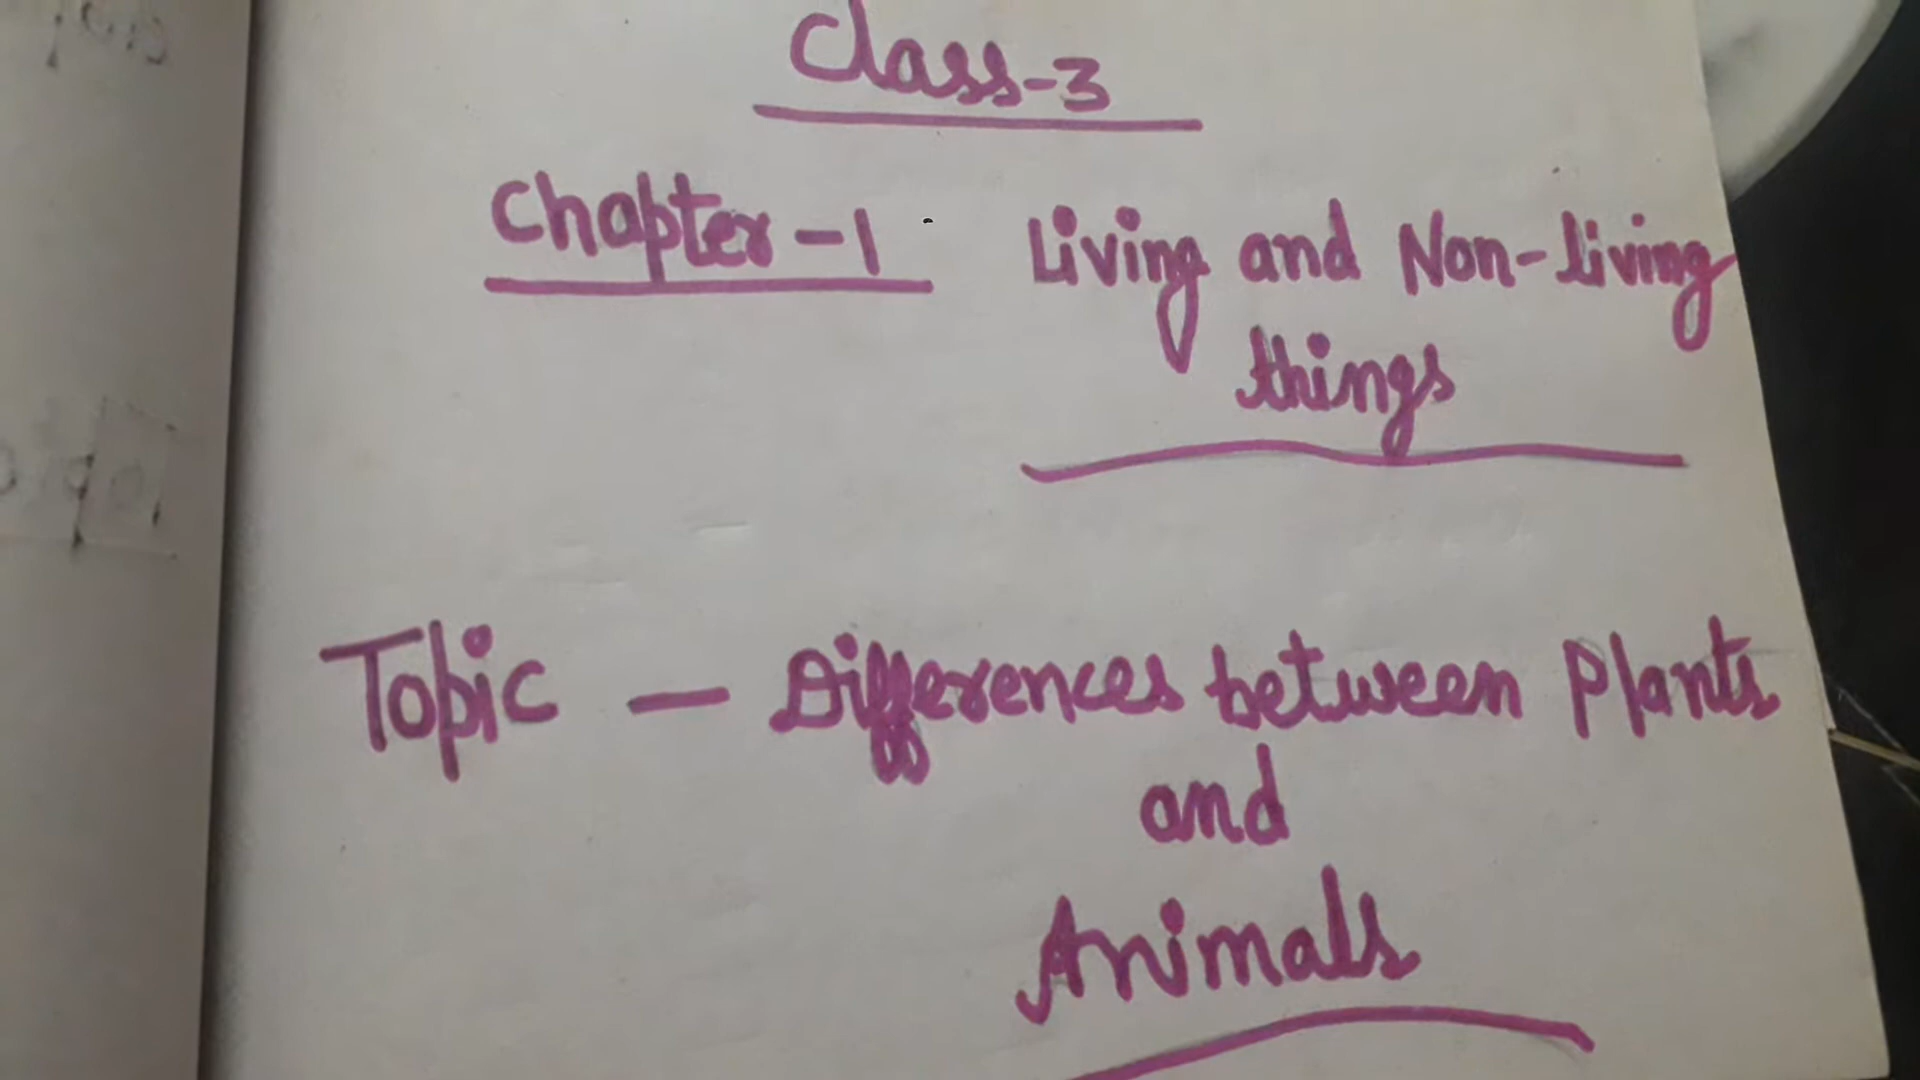 Class-3
Chapter-1 Living and Non-living
things
Topic - Differences between Plants
and
Animals